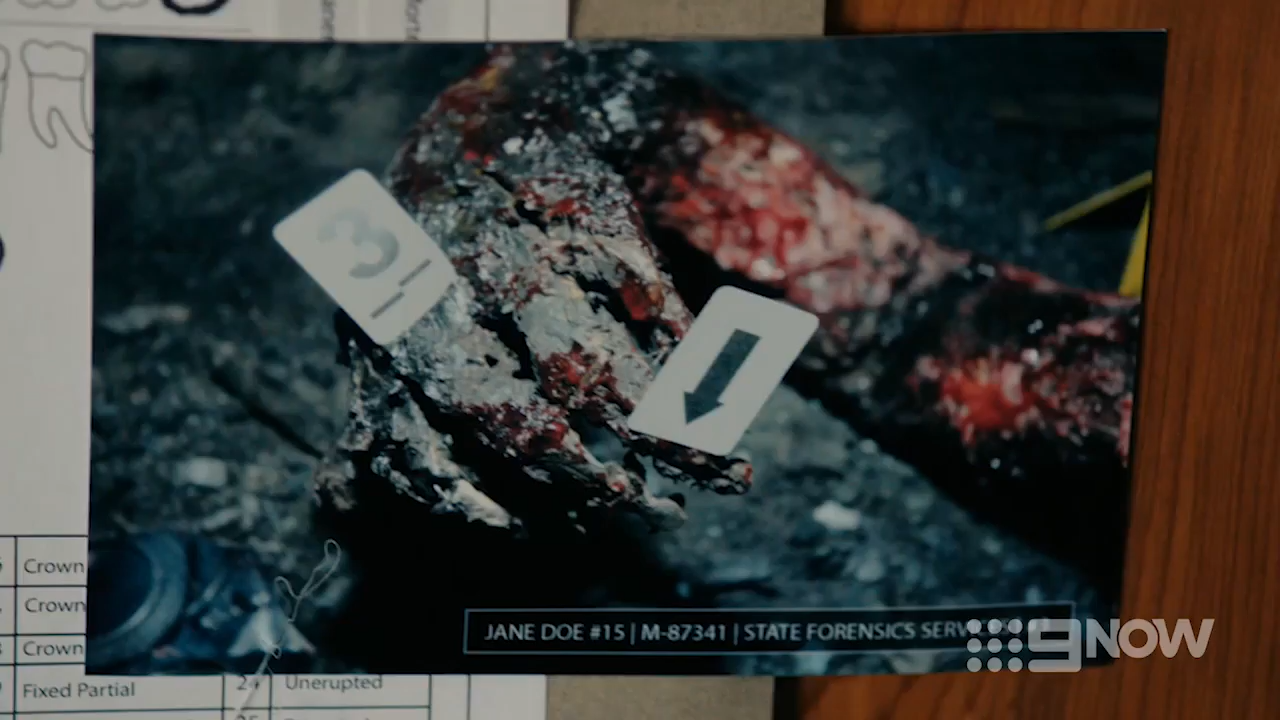 3
JANE DOE #15 | M-87341 | STATE FORENSICS
9NOW
Crown
Crown
Crown
Fixed Partial
24 Unerupted